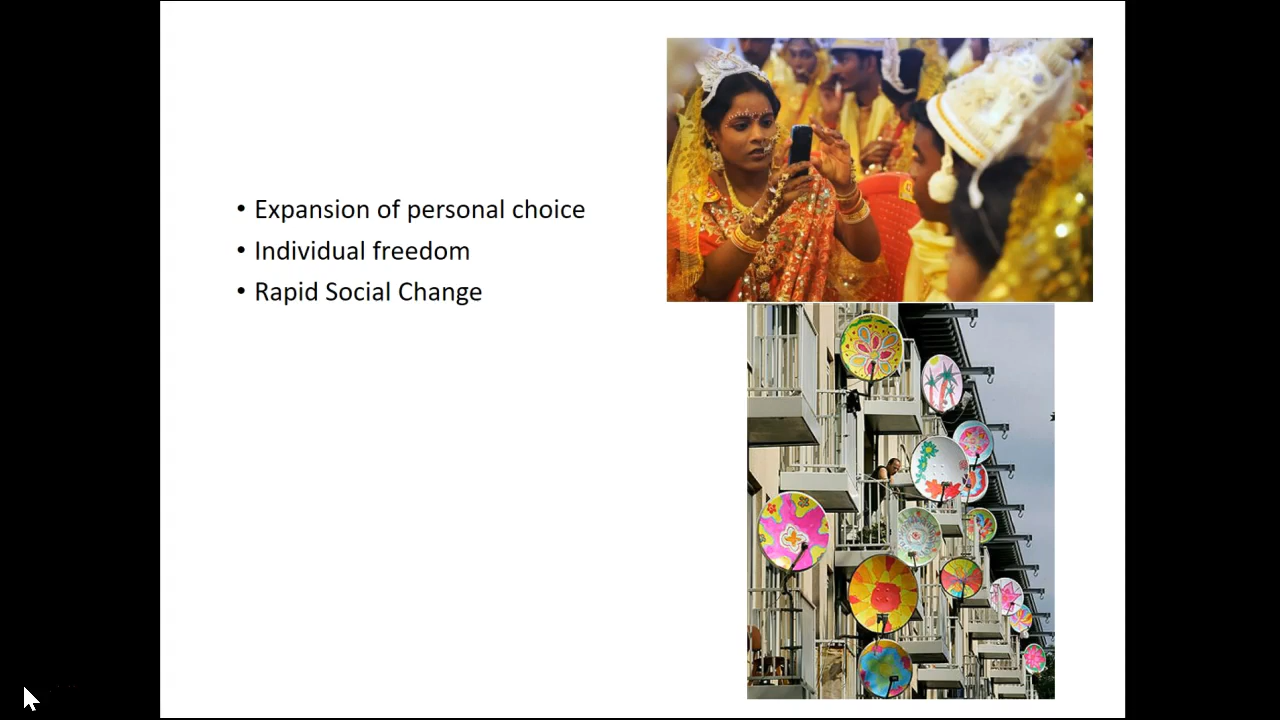 • Expansion of personal choice
• Individual freedom
• Rapid Social Change